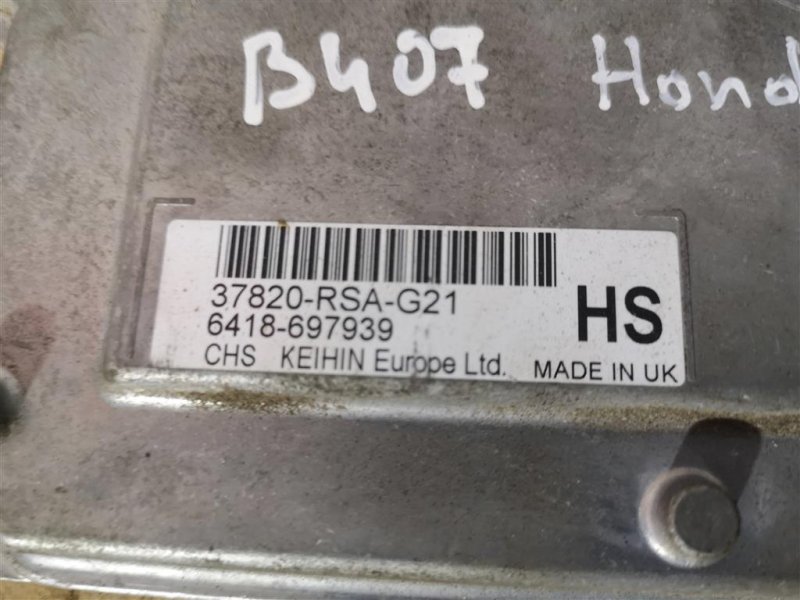 B407 Hond
37820-RSA-G21
6418-697939
HS
CHS KEIHIN Europe Ltd. MADE IN UK